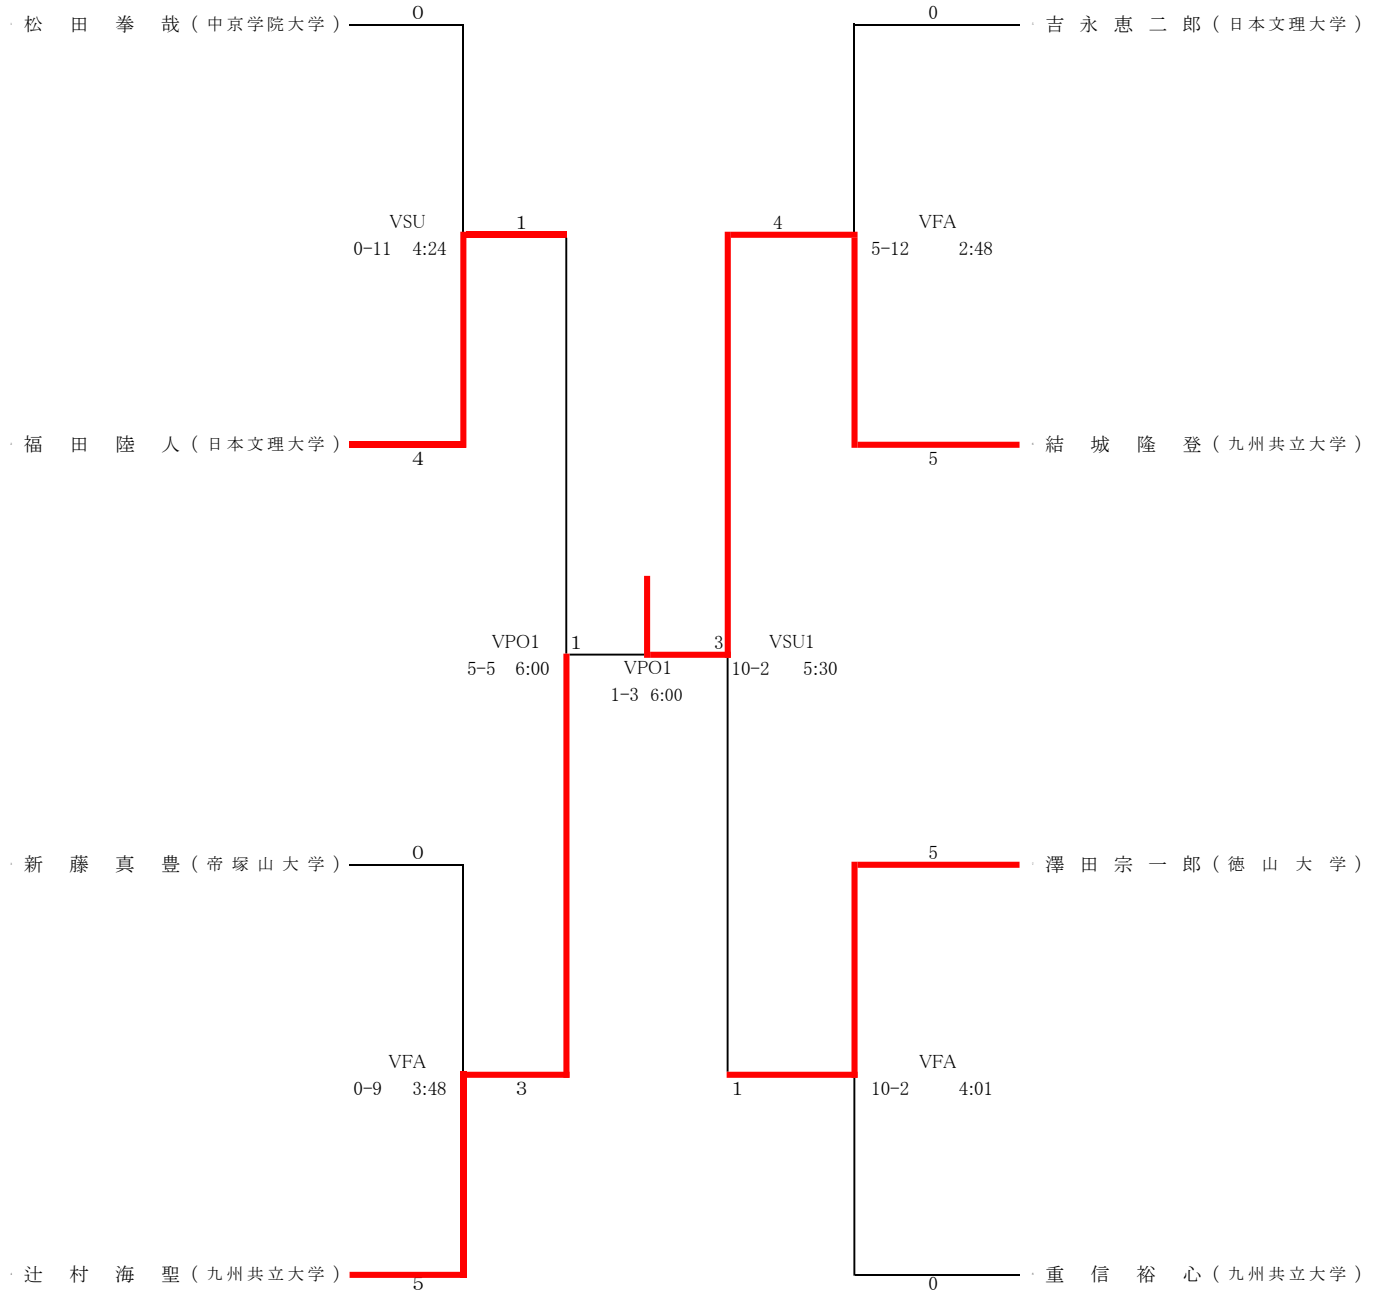 0
0
松田拳哉(中京学院大学)
吉永恵二郎(日本文理大学)
VSU
1
4
VFA
0-11 4:24
5-12 2:48
福田陸人(日本文理大学)
結城隆登(九州共立大学)
4
5
VPO1
1
3
VSU1
5-5 6:00
VPO1
10-2 5:30
1-3 6:00
0
5
新藤真豊(帝塚山大学)
澤田宗一郎(徳山大学)
VFA
VFA
0-9 3:48
3
1
10-2 4:01
辻村海聖(九州共立大学)
重信裕心(九州共立大学)
5
0